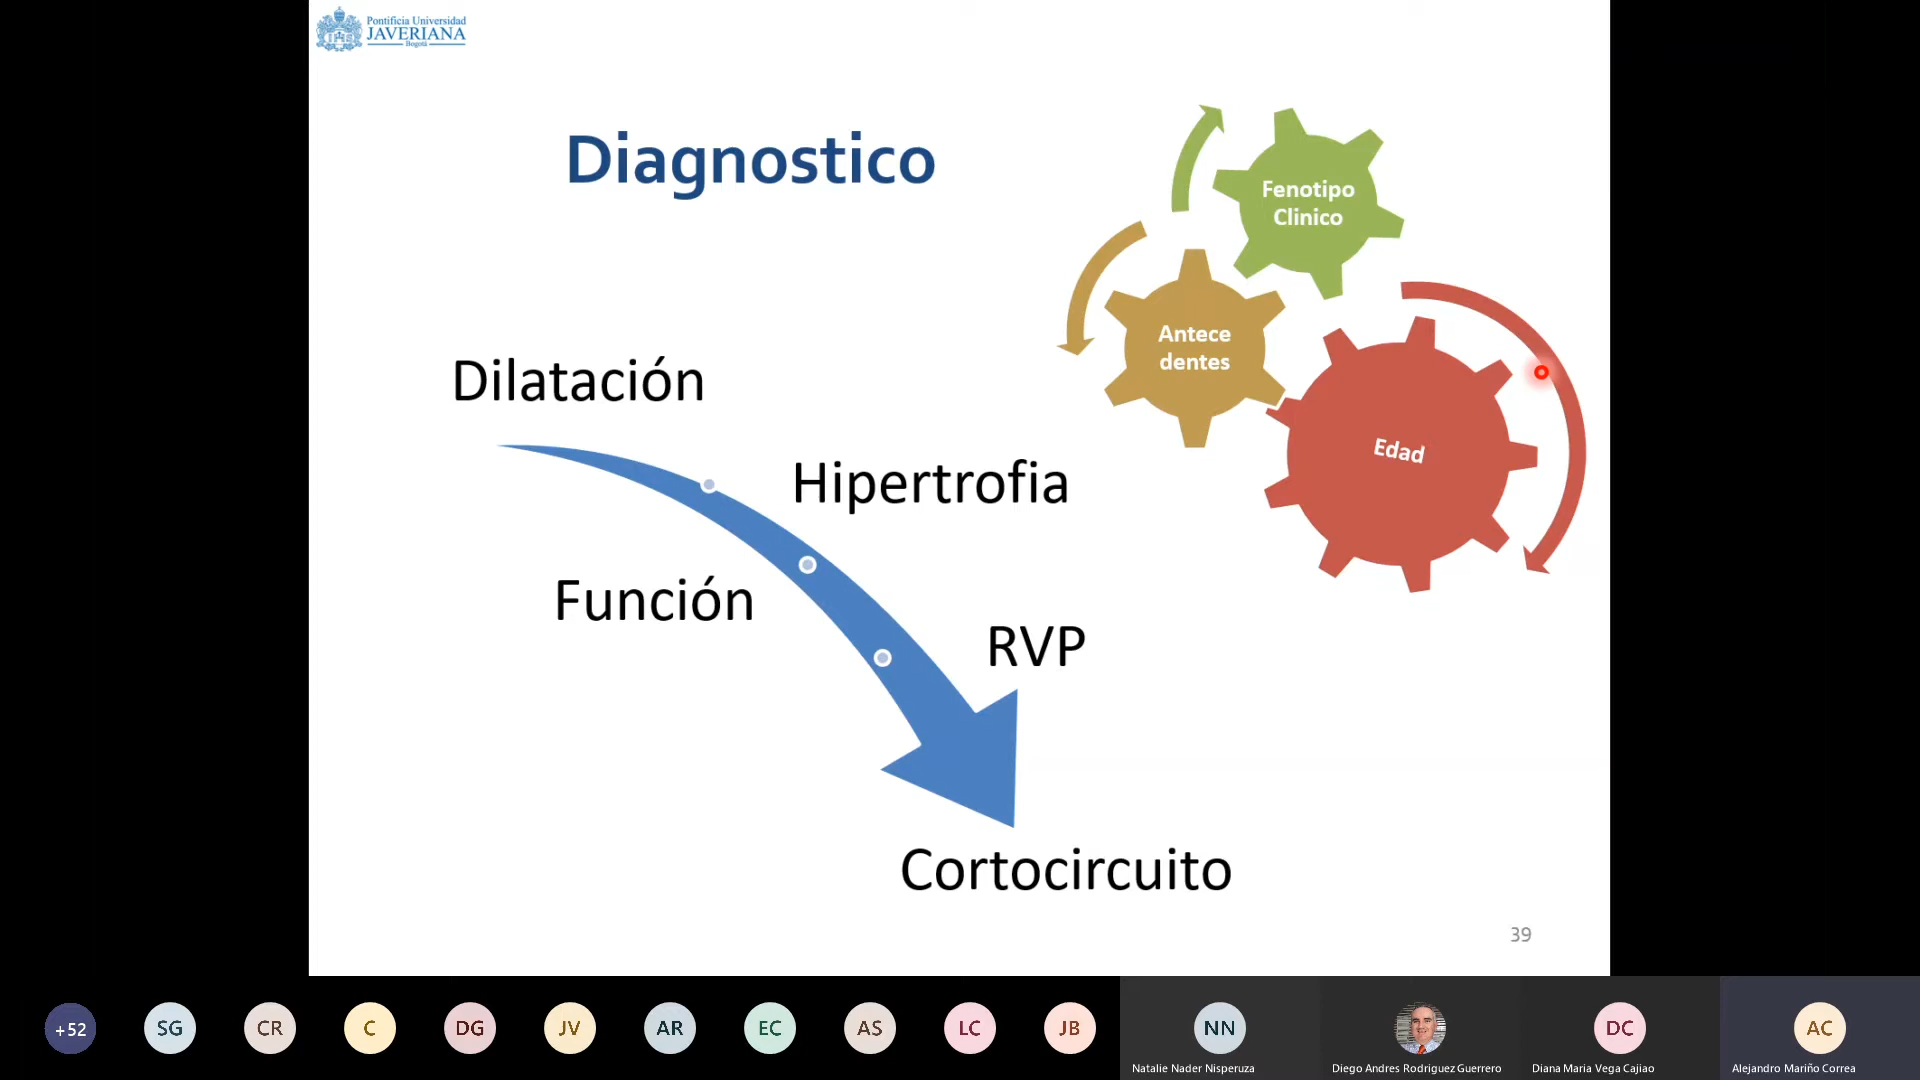 Pontificia Universidad
JAVERIANA
Bogotá
Diagnostico
Fenotipo
Clinico
Antece
dentes
Edad
Dilatación
Hipertrofia
Función
RVP
Cortocircuito
39
+52
SG
CR
C
DG
JV
AR
EC
AS
LC
JB
NN
Natalie Nader Nisperuza
Diego Andres Rodriguez Guerrero
DC
Diana Maria Vega Cajiao
AC
Alejandro Mariño Correa